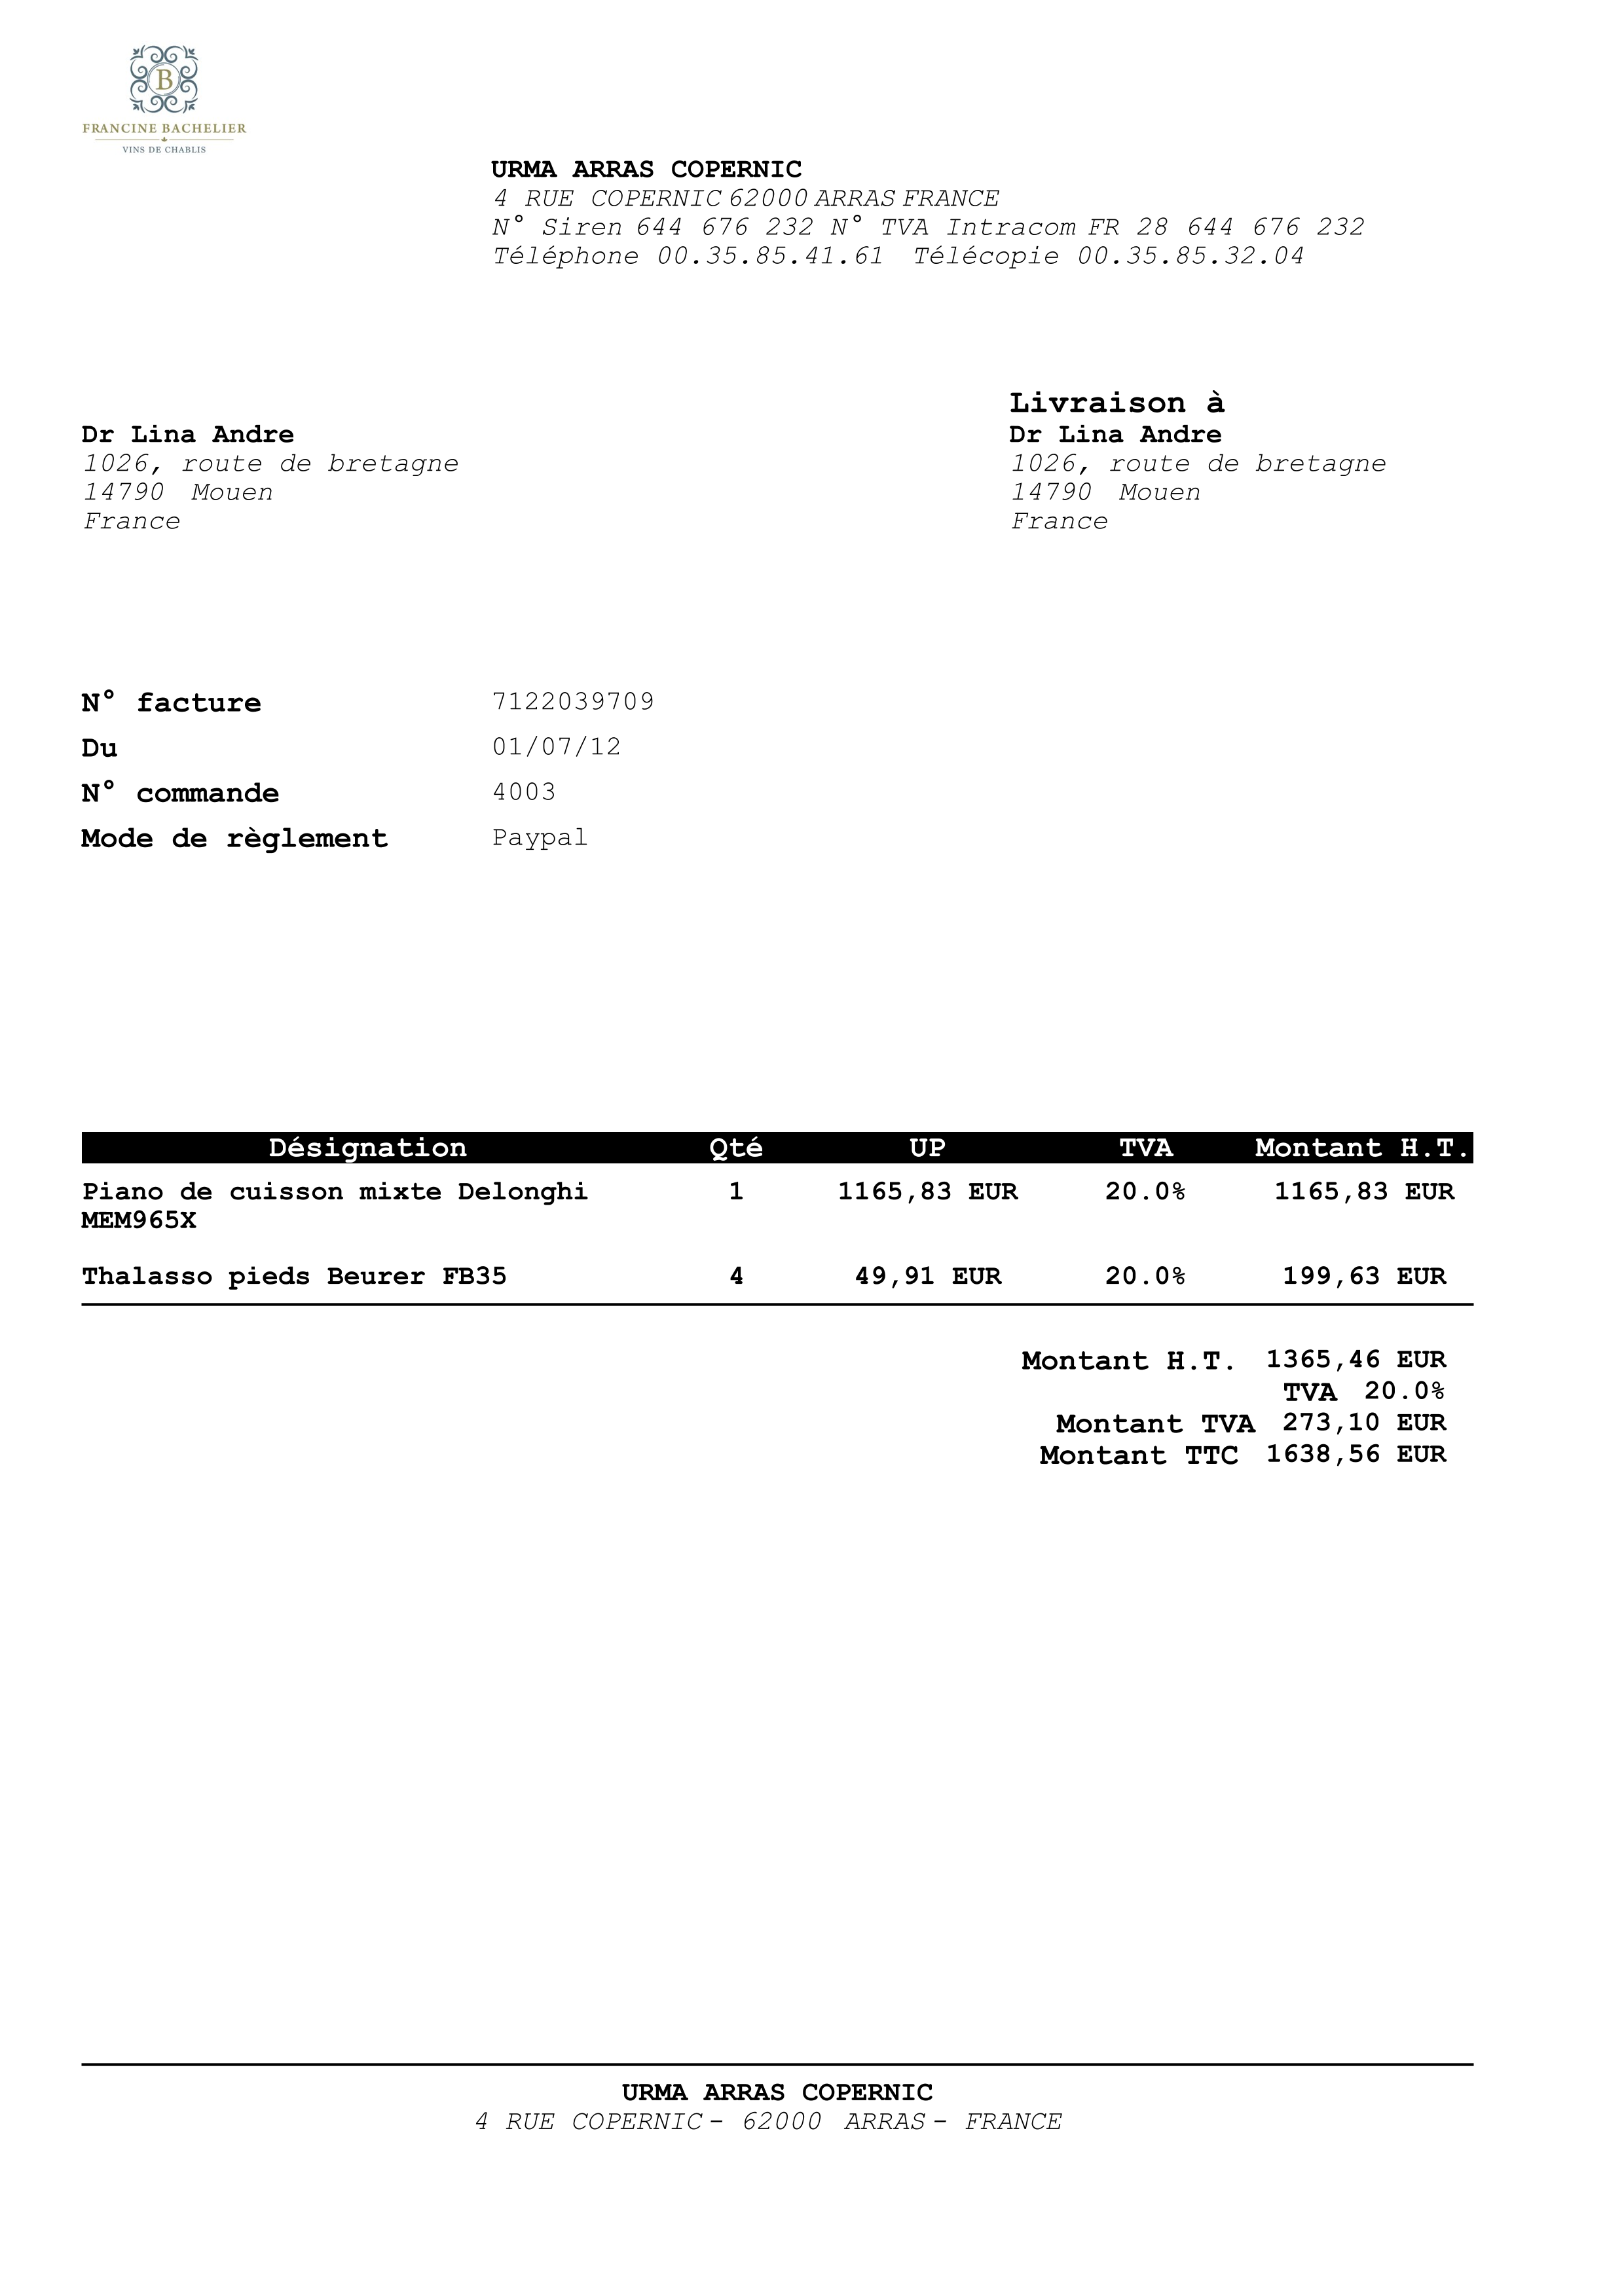 B
FRANCINE BACHELIER
VINS DE CHABLIS
URMA ARRAS COPERNIC
4 RUE COPERNIC 62000 ARRAS FRANCE
N° Siren 644 676 232 N° TVA Intracom FR 28 644 676 232
Téléphone 00.35.85.41.61 Télécopie 00.35.85.32.04
Dr Lina Andre
1026, route de bretagne
14790 Mouen
France
Livraison à
Dr Lina Andre
1026, route de bretagne
14790 Mouen
France
N° facture 7122039709
Du 01/07/12
N° commande 4003
Mode de règlement Paypal
Désignation Qté UP TVA Montant H.T.
Piano de cuisson mixte Delonghi 1 1165,83 EUR 20.0% 1165,83 EUR
MEM965X
Thalasso pieds Beurer FB35 4 49,91 EUR 20.0% 199,63 EUR
Montant H.T. 1365,46 EUR
TVA 20.0%
Montant TVA 273,10 EUR
Montant TTC 1638,56 EUR
URMA ARRAS COPERNIC
4 RUE COPERNIC - 62000 ARRAS - FRANCE